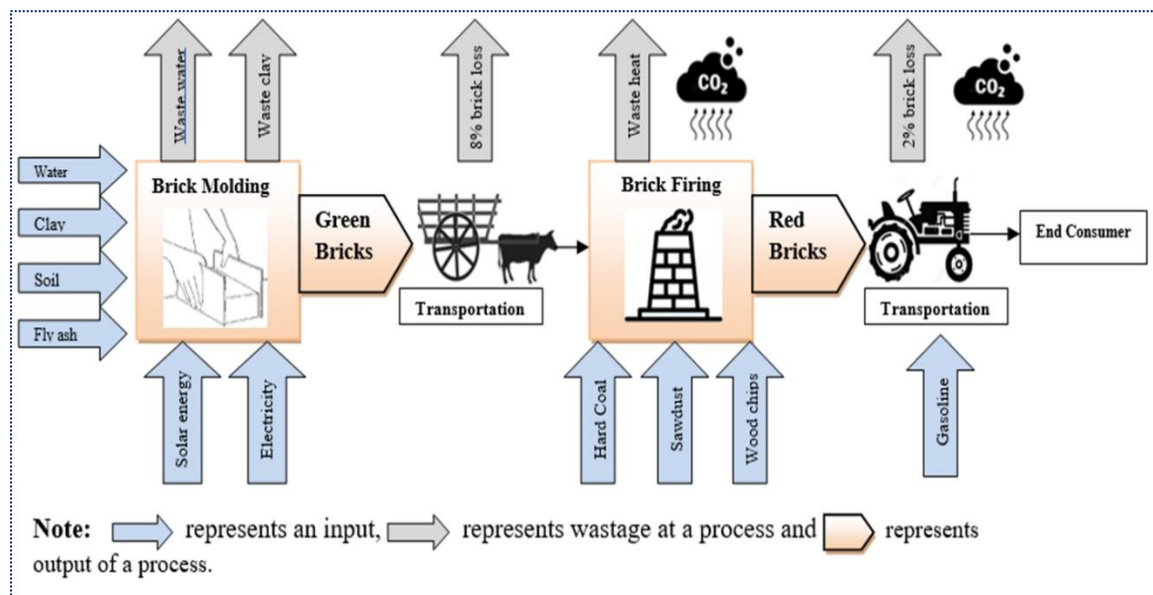 Waste water
Waste clay
8% brick loss
Waste heat
CO₂
2% brick loss
CO₂
Water
Clay
Soil
Fly ash
Brick Molding
Green
Bricks
Transportation
Brick Firing
Red
Bricks
Transportation
End Consumer
Solar energy
Electricity
Hard Coal
Sawdust
Wood chips
Gasoline
Note: represents an input, represents wastage at a process and represents
output of a process.